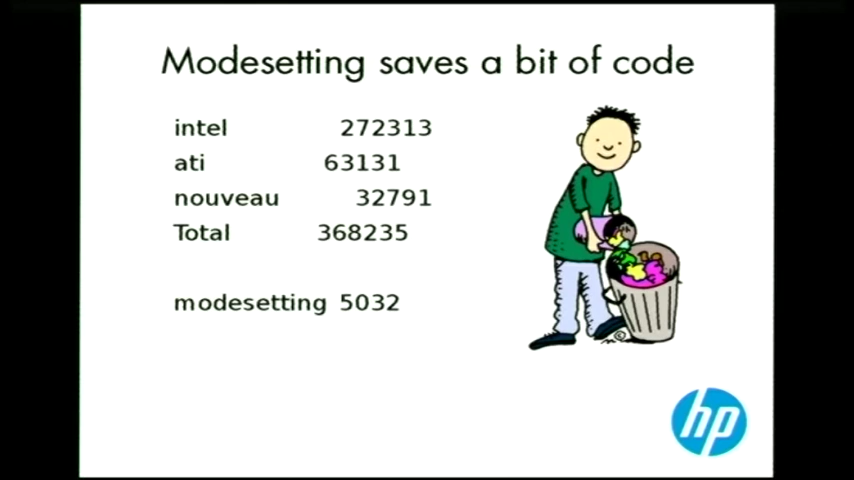 Modesetting saves a bit of code
intel 272313
ati 63131
nouveau 32791
Total 368235
modesetting 5032
©
hp